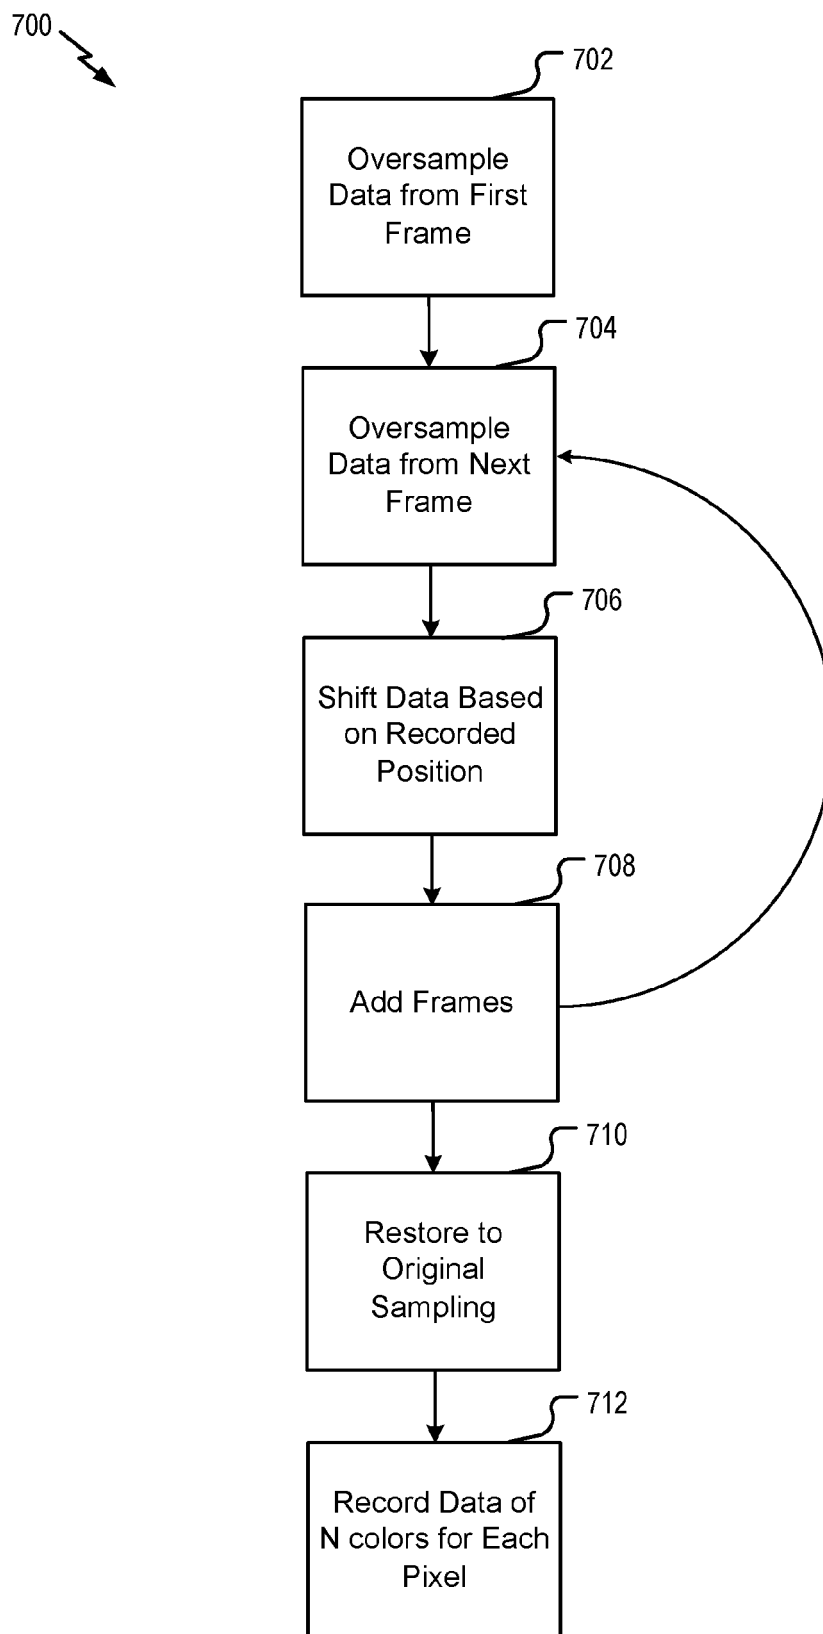 700
702
Oversample
Data from First
Frame
704
Oversample
Data from Next
Frame
706
Shift Data Based
on Recorded
Position
708
Add Frames
710
Restore to
Original
Sampling
712
Record Data of
N colors for Each
Pixel